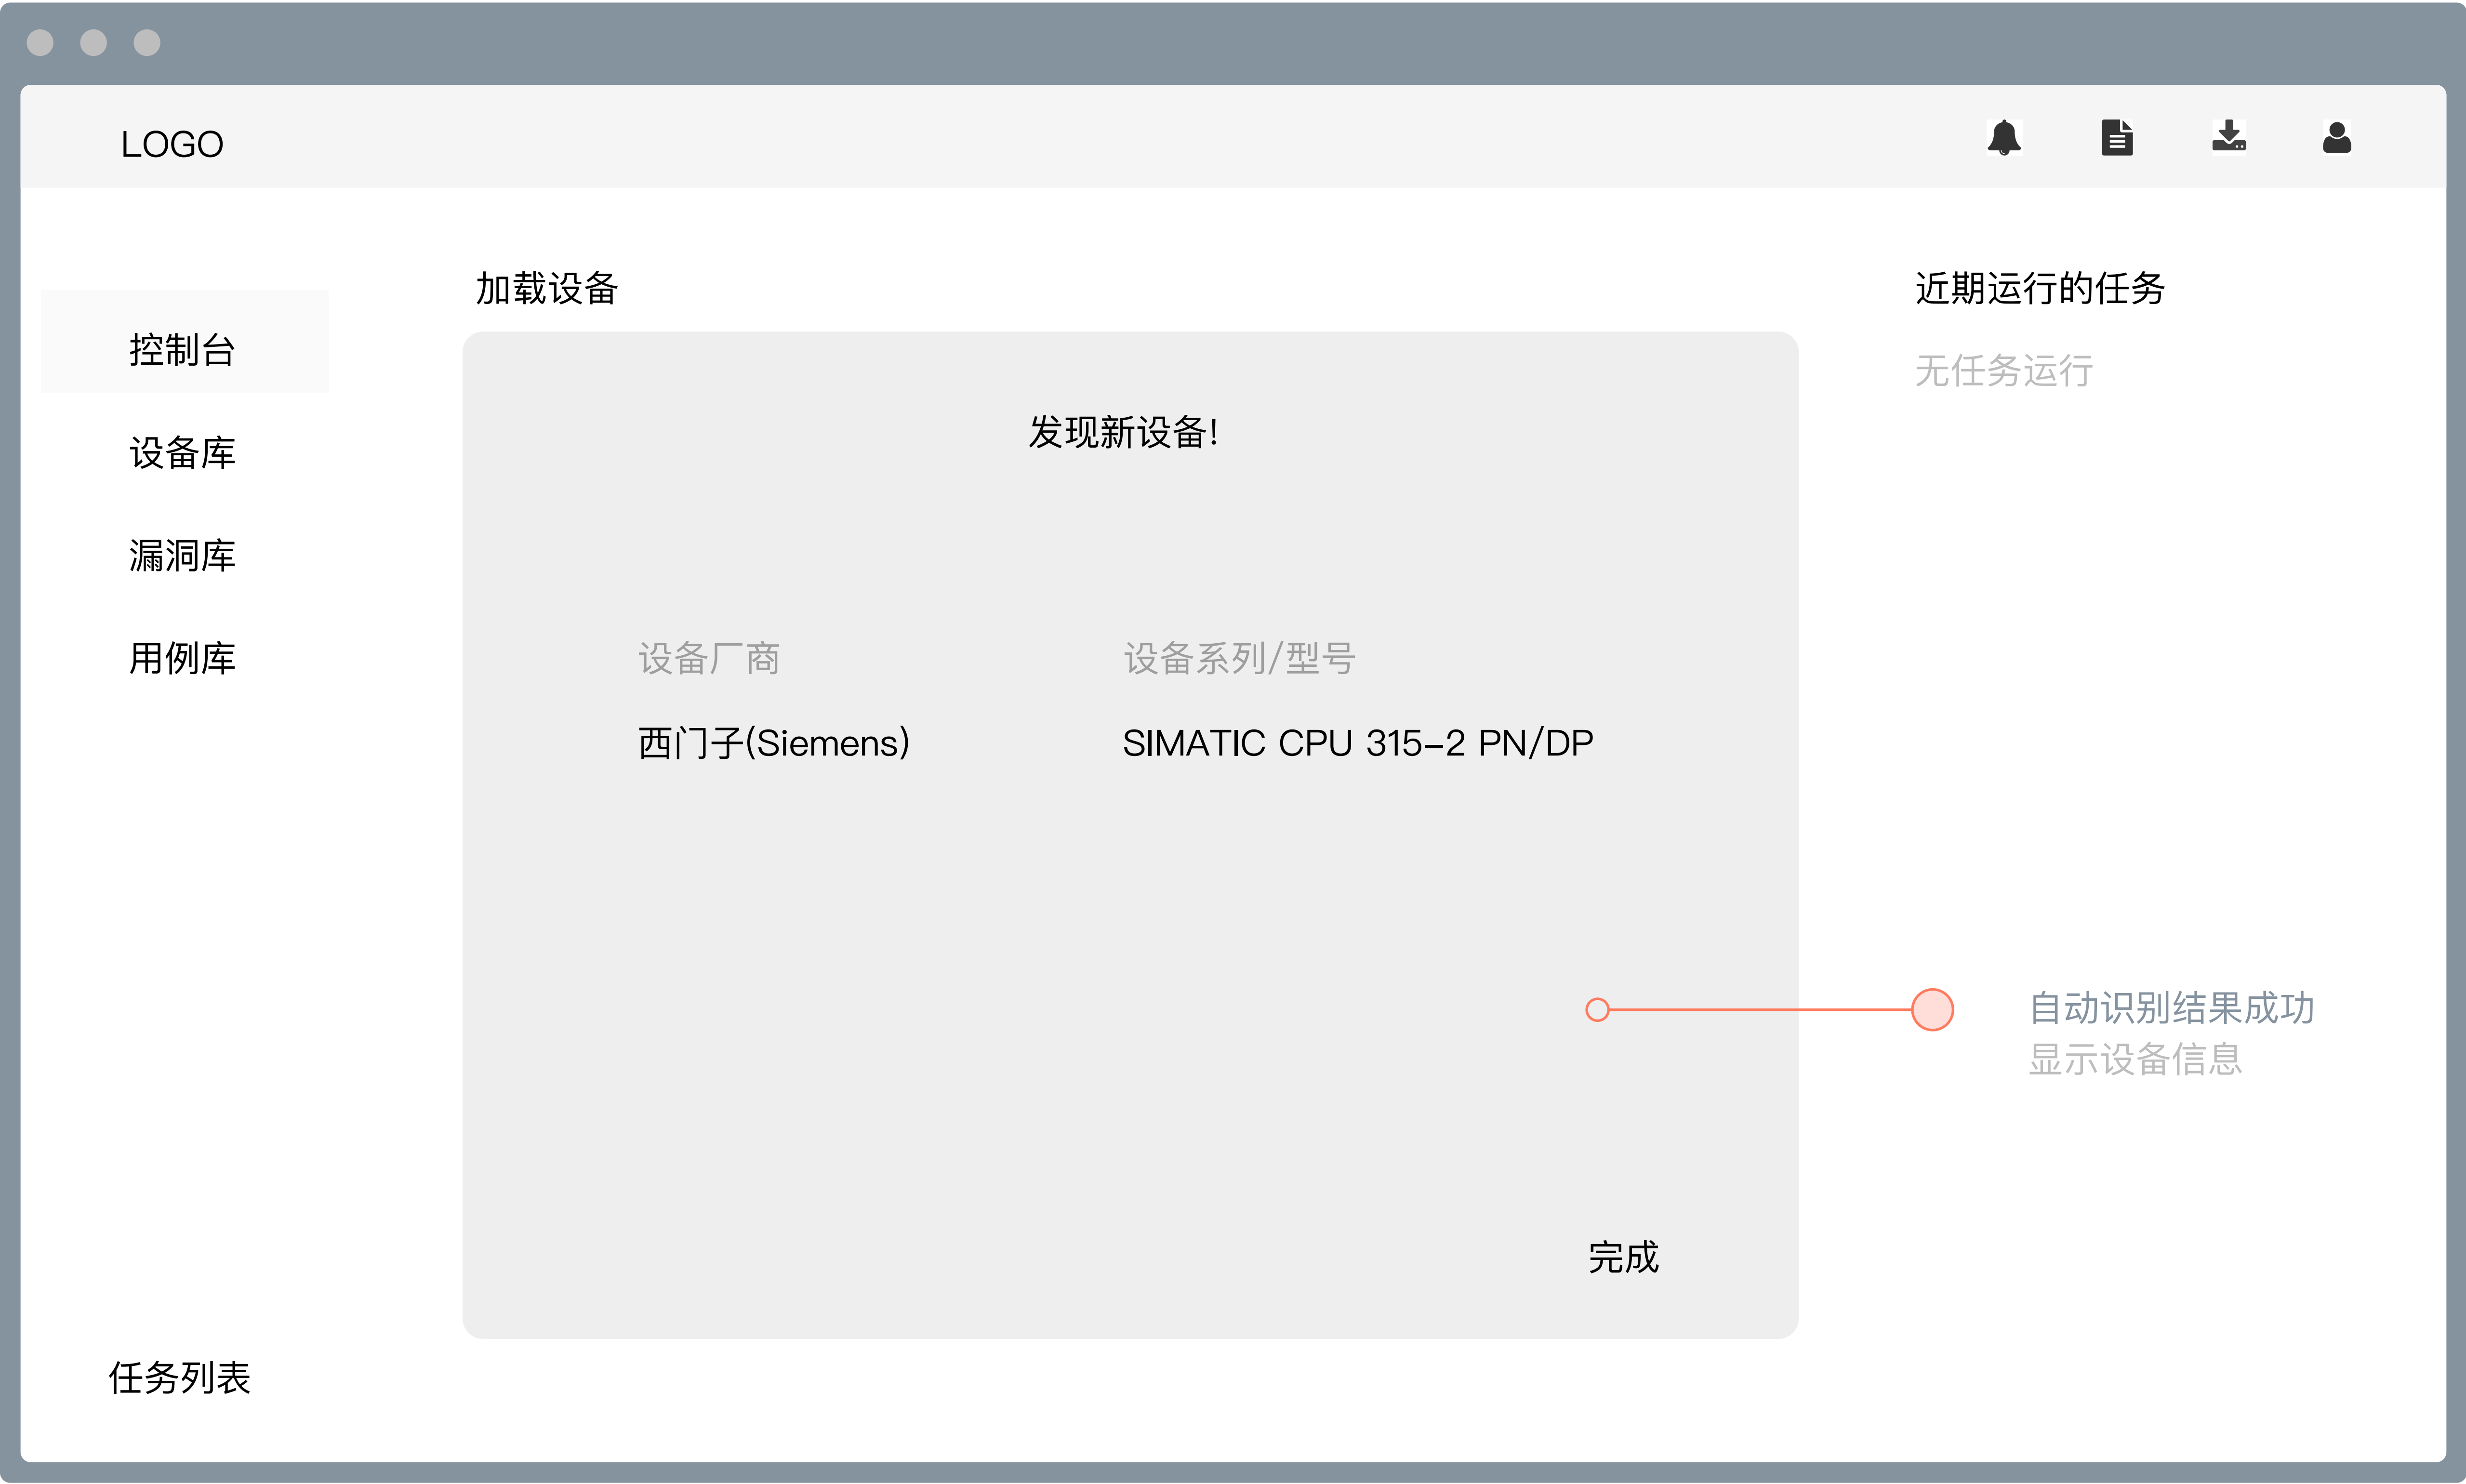 LOGO
控制台
设备库
漏洞库
用例库
任务列表
加载设备
发现新设备!
设备厂商
设备系列/型号
西门子(Siemens)
SIMATIC CPU 315-2 PN/DP
完成
近期运行的任务
无任务运行
自动识别结果成功
显示设备信息